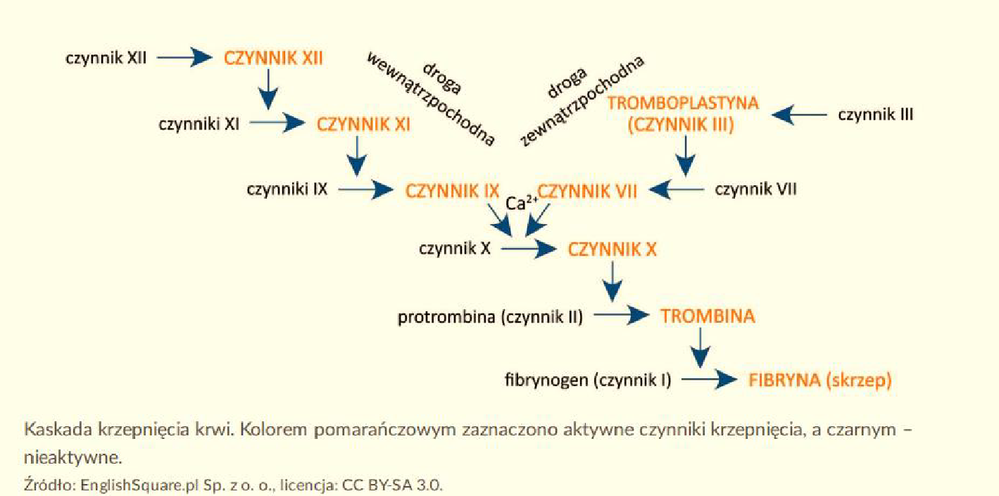 czynnik XII CZYNNIK XII
droga
wewnątrzpochodna
droga
zewnątrzpochodna
czynniki XI CZYNNIK XI
TROMBOPLASTYNA
(CZYNNIK III)
czynnik III
czynniki IX CZYNNIK IX Ca²⁺ CZYNNIK VII czynnik VII
czynnik X CZYNNIK X
protrombina (czynnik II) TROMBINA
fibrynogen (czynnik I) FIBRYNA (skrzep)
Kaskada krzepnięcia krwi. Kolorem pomarańczowym zaznaczono aktywne czynniki krzepnięcia, a czarnym –
nieaktywne.
Źródło: EnglishSquare.pl Sp. z o. o., licencja: CC BY-SA 3.0.